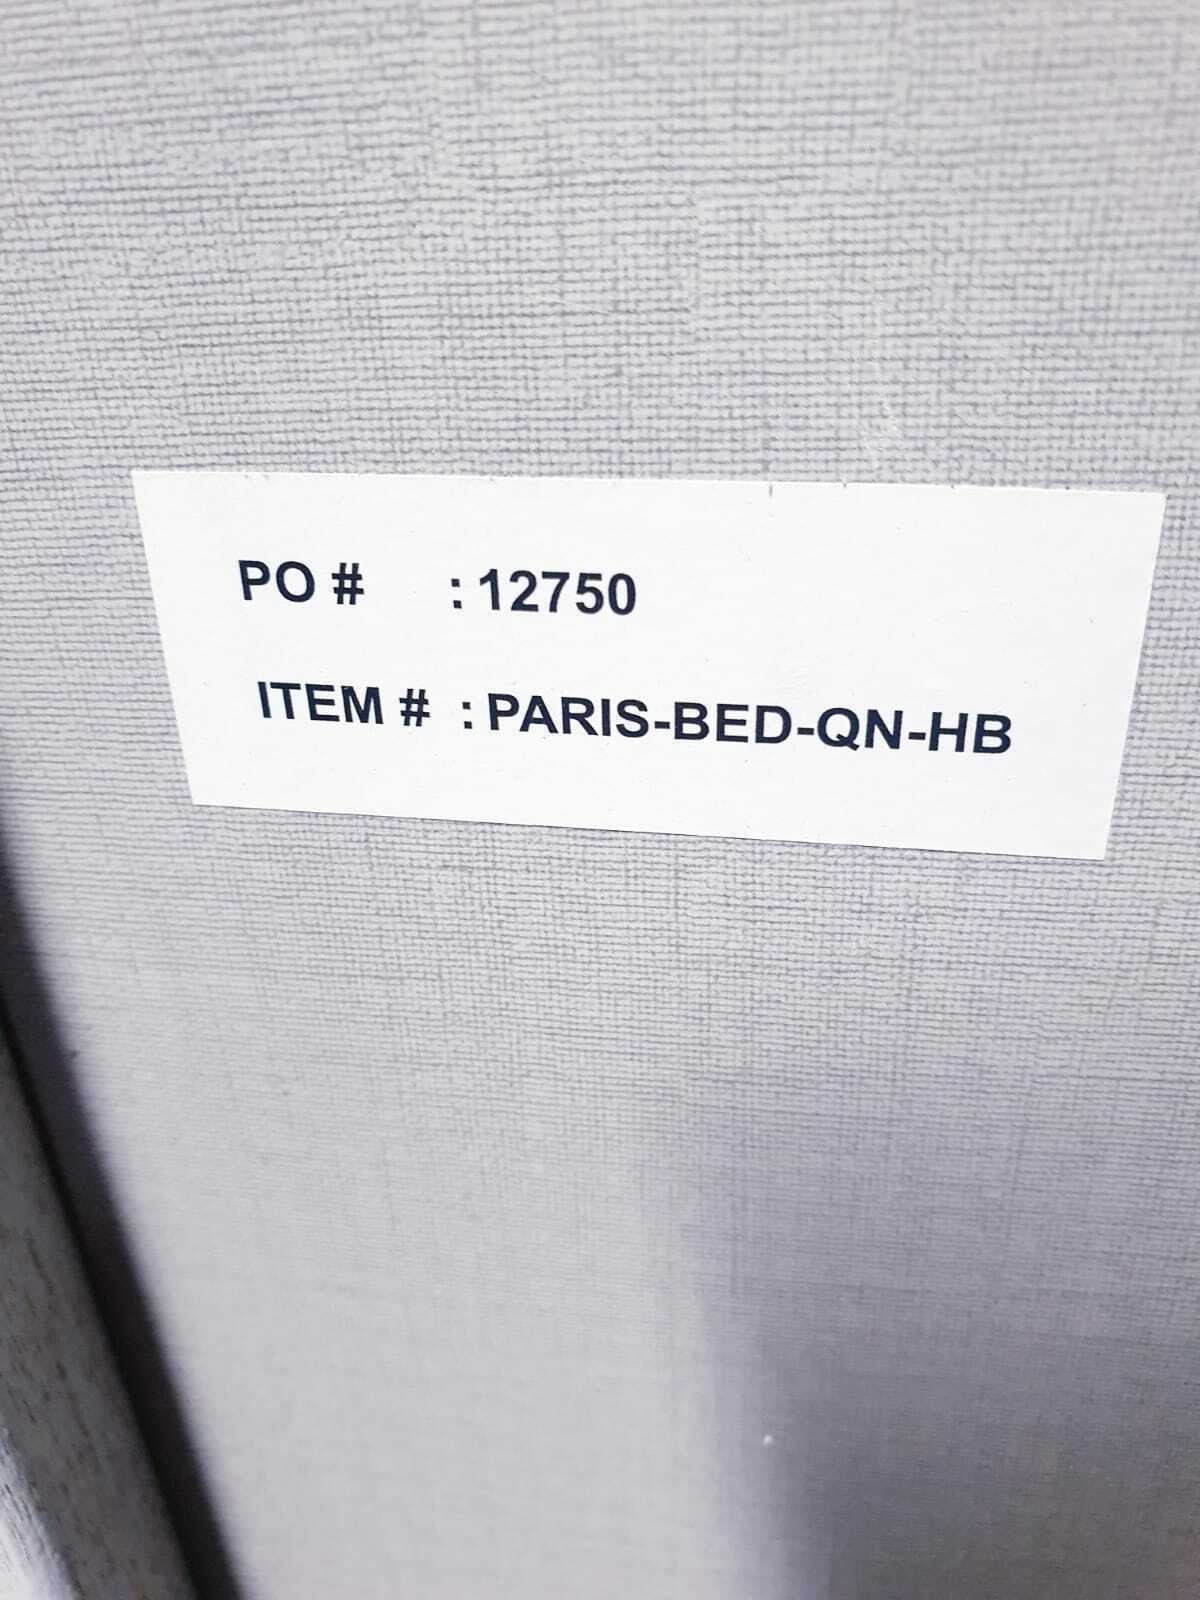 PO # : 12750
ITEM # : PARIS-BED-QN-HB